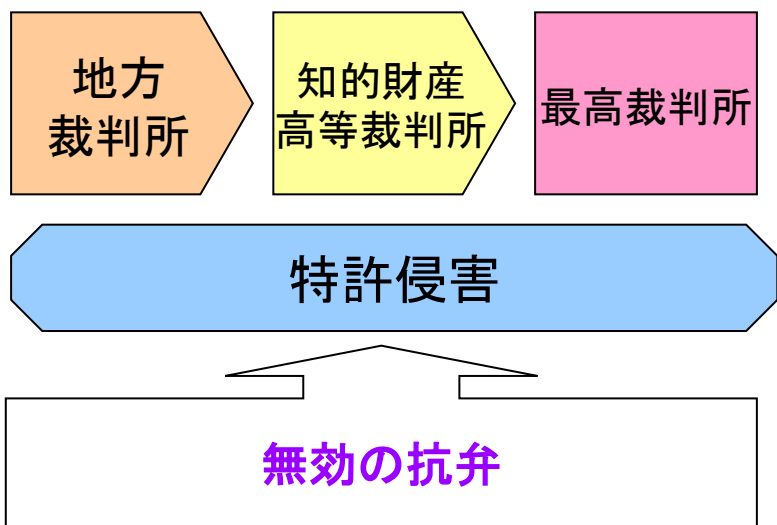 地方
裁判所
知的財産
高等裁判所
最高裁判所
特許侵害
無効の抗弁